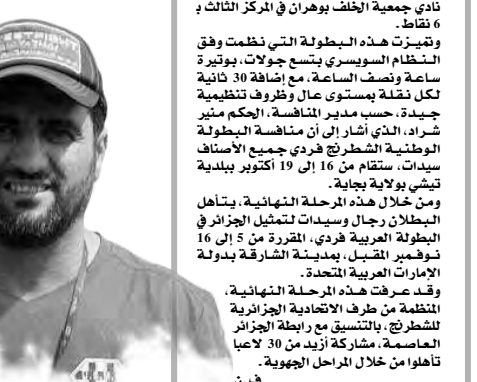 نادي جمعية الخلف بوهران في المركز الثالث بـ
6 نقاط.
وتميزت هذه البطولة التي نظمت وفق
النظام السويسري بتسع جولات، بوتيرة
ساعة ونصف الساعة، مع إضافة 30 ثانية
لكل نقلة بمستوى عال وظروف تنظيمية
جيدة، حسب مدير المنافسة، الحكم منير
شراد، الذي أشار إلى أن منافسة البطولة
الوطنية الشطرنج فردي جميع الأصناف
سيدات، ستقام من 16 إلى 19 أكتوبر ببلدية
تيشي بولاية بجاية.
ومن خلال هذه المرحلة النهائية، يتأهل
البطلان رجال وسيدات لتمثيل الجزائر في
البطولة العربية فردي، المقررة من 5 إلى 16
نوفمبر المقبل، بمدينة الشارقة بدولة
الإمارات العربية المتحدة.
وقد عرفت هذه المرحلة النهائية،
المنظمة من طرف الاتحادية الجزائرية
للشطرنج، بالتنسيق مع رابطة الجزائر
العاصمة، مشاركة أزيد من 30 لاعبا
تأهلوا من خلال المراحل الجهوية.